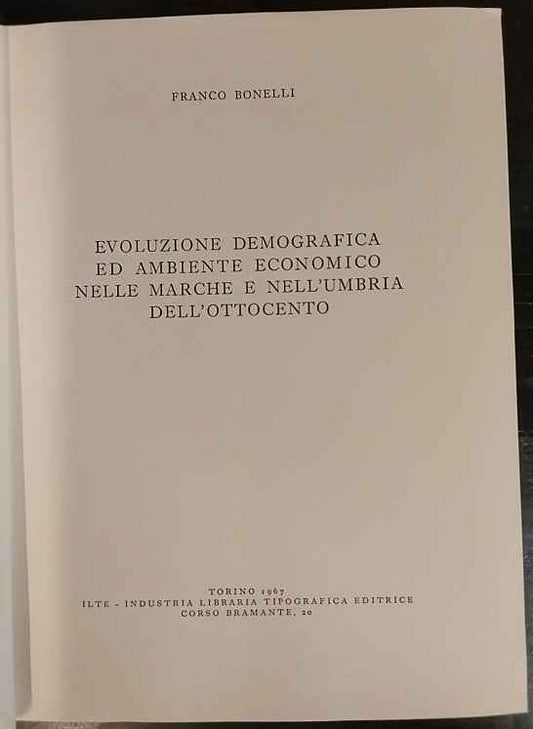 FRANCO BONELLI
EVOLUZIONE DEMOGRAFICA
ED AMBIENTE ECONOMICO
NELLE MARCHE E NELL'UMBRIA
DELL'OTTOCENTO
TORINO 1967
ILTE - INDUSTRIA LIBRARIA TIPOGRAFICA EDITRICE
CORSO BRAMANTE, 20